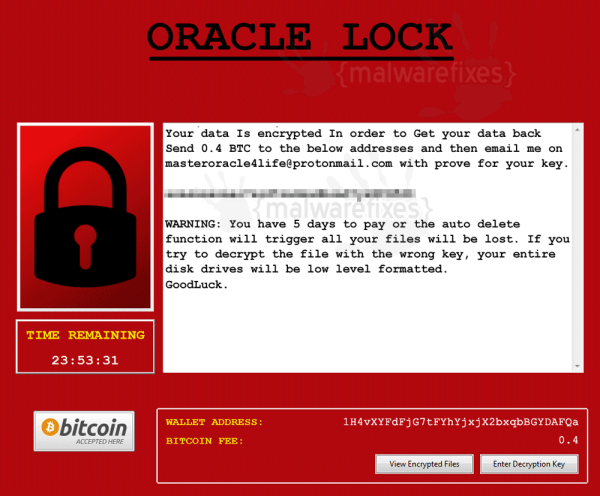 ORACLE LOCK
{malwarefixes}
Your data Is encrypted In order to Get your data back
Send 0.4 BTC to the below addresses and then email me on
masteroracle4life@protonmail.com with prove for your key.
{malwarefixes}
WARNING: You have 5 days to pay or the auto delete
function will trigger all your files will be lost. If you
try to decrypt the file with the wrong key, your entire
disk drives will be low level formatted.
GoodLuck.
TIME REMAINING
23:53:31
bitcoin
ACCEPTED HERE
WALLET ADDRESS: 1H4vXYFdFjG7tFYhYjxjX2bxqbBGYDAFQa
BITCOIN FEE: 0.4
View Encrypted Files Enter Decryption Key